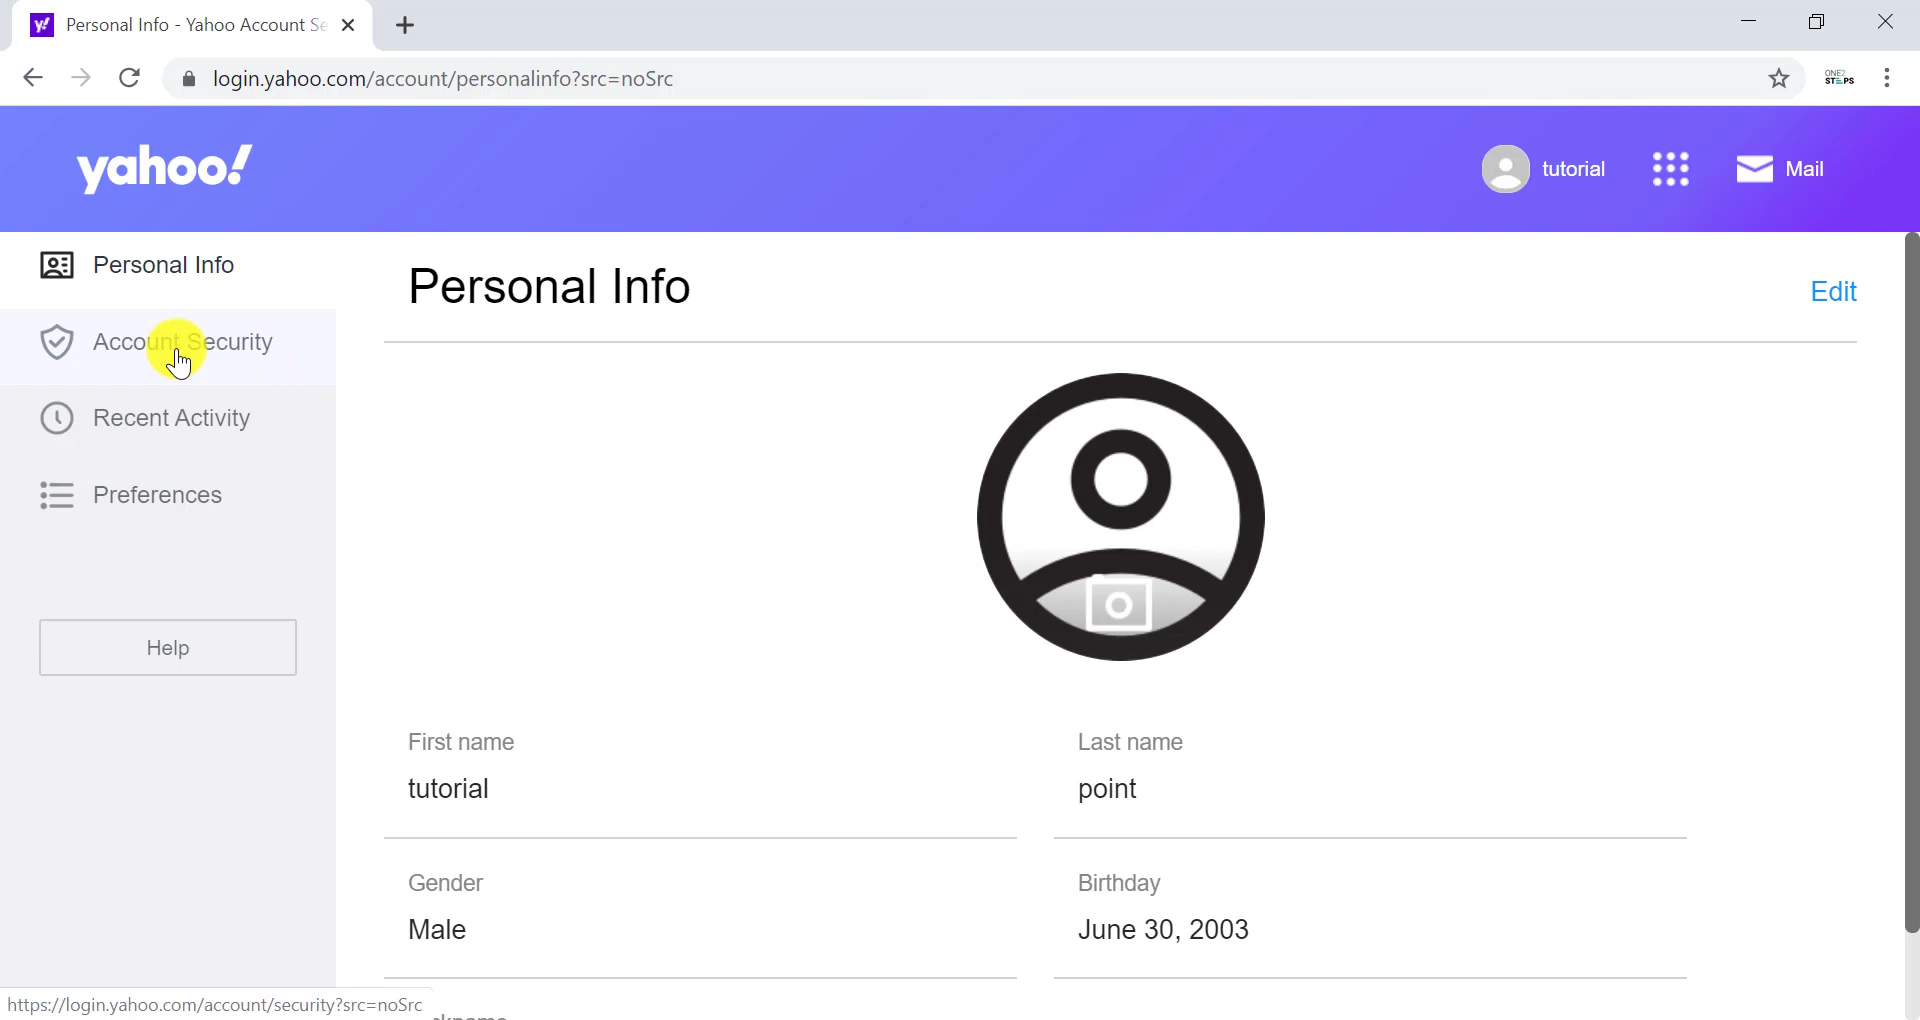 Personal Info - Yahoo Account Se
login.yahoo.com/account/personalinfo?src=noSrc
ONE2
STEPS
yahoo!
tutorial
Mail
Personal Info
Account Security
Recent Activity
Preferences
Help
Personal Info
Edit
First name
tutorial
Last name
point
Gender
Male
Birthday
June 30, 2003
https://login.yahoo.com/account/security?src=noSrc